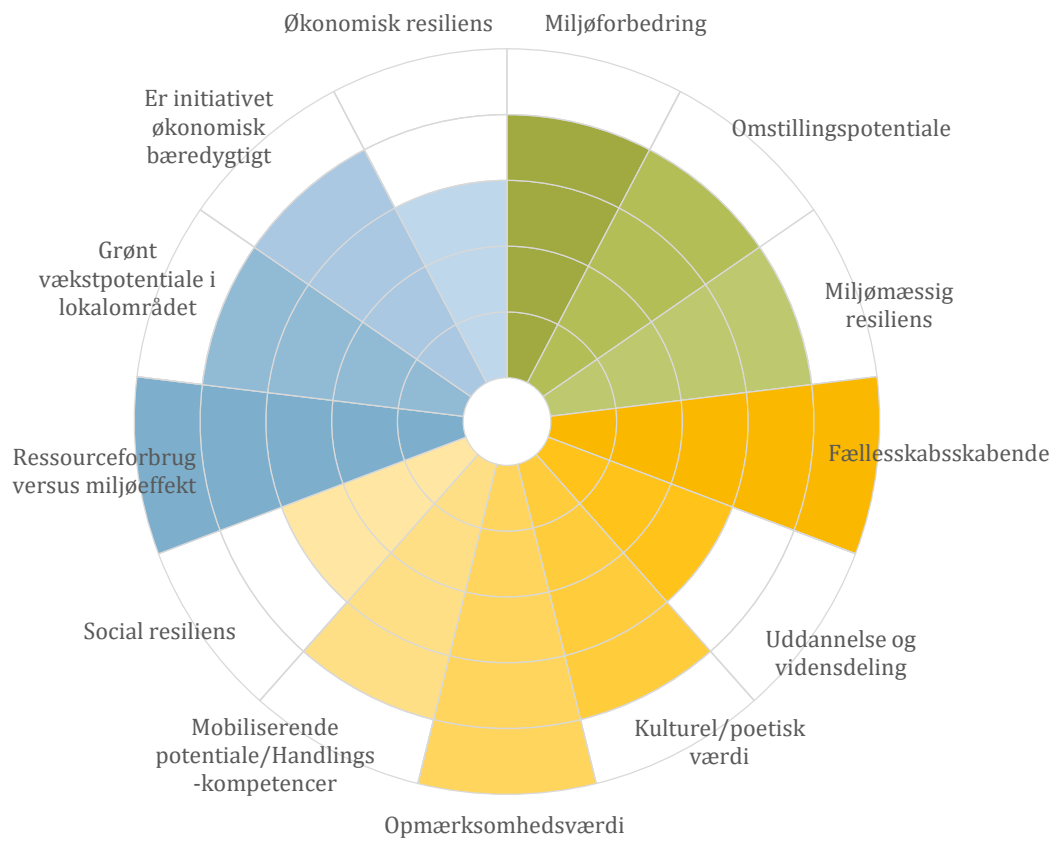 Økonomisk resiliens
Miljøforbedring
Omstillingspotentiale
Miljømæssig
resiliens
Fællesskabsskabende
Uddannelse og
vidensdeling
Kulturel/poetisk
værdi
Opmærksomhedsværdi
Mobiliserende
potentiale/Handlings
-kompetencer
Social resiliens
Ressourceforbrug
versus miljøeffekt
Grønt
vækstpotentiale i
lokalområdet
Er initiativet
økonomisk
bæredygtigt